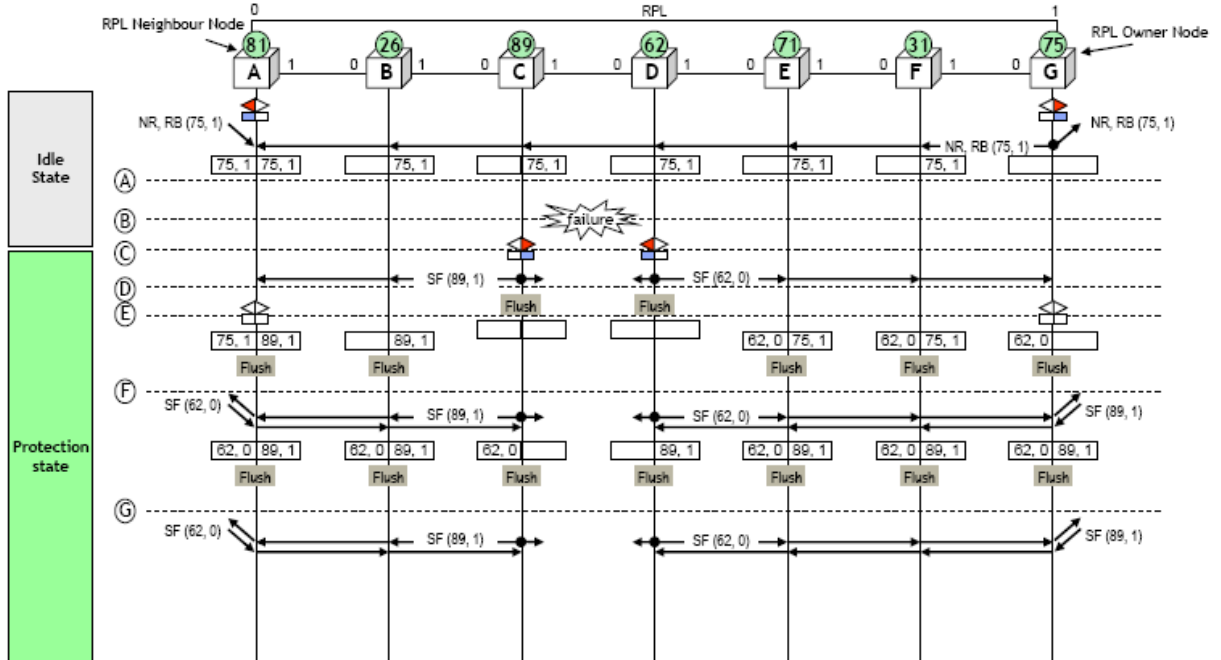 0 RPL 1
RPL Neighbour Node
RPL Owner Node
81 26 89 62 71 31 75
A 1 0 B 1 0 C 1 0 D 1 0 E 1 0 F 1 0 G
Idle
State
NR, RB (75, 1)
NR, RB (75, 1)
NR, RB (75, 1)
75, 1 75, 1 75, 1 75, 1 75, 1 75, 1 75, 1
A
B
failure
C
SF (89, 1) SF (62, 0)
D
Flush Flush
E
75, 1 89, 1 89, 1 62, 0 75, 1 62, 0 75, 1 62, 0
Flush Flush Flush Flush Flush
F
Protection
state
SF (62, 0) SF (89, 1) SF (62, 0) SF (89, 1)
62, 0 89, 1 62, 0 89, 1 62, 0 89, 1 62, 0 89, 1 62, 0 89, 1 62, 0 89, 1
Flush Flush Flush Flush Flush Flush Flush
G
SF (62, 0) SF (89, 1) SF (62, 0) SF (89, 1)